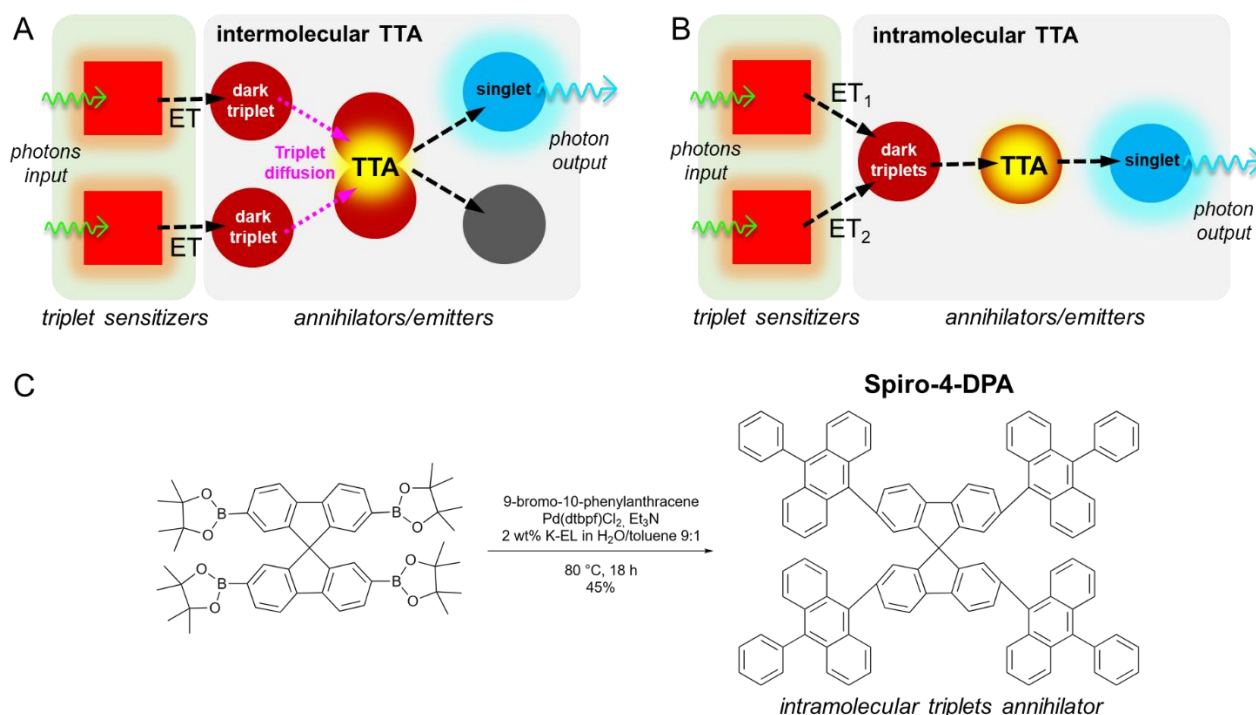 A
intermolecular TTA
photons
input
ET
ET
dark
triplet
dark
triplet
Triplet
diffusion
TTA
singlet
photon
output
triplet sensitizers
annihilators/emitters
B
intramolecular TTA
photons
input
ET1
ET2
dark
triplets
TTA
singlet
photon
output
triplet sensitizers
annihilators/emitters
C
O
B
O
O
B
O
O
B
O
O
B
O
9-bromo-10-phenylanthracene
Pd(dtbpf)Cl2, Et3N
2 wt% K-EL in H2O/toluene 9:1
80 °C, 18 h
45%
Spiro-4-DPA
intramolecular triplets annihilator